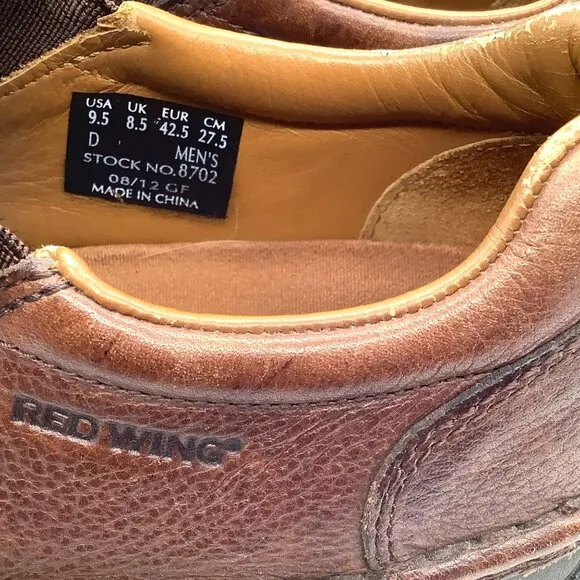 USA UK EUR CM
9.5 8.5 42.5 27.5
D MEN'S
STOCK NO.8702
08/12 GF
MADE IN CHINA
RED WING®